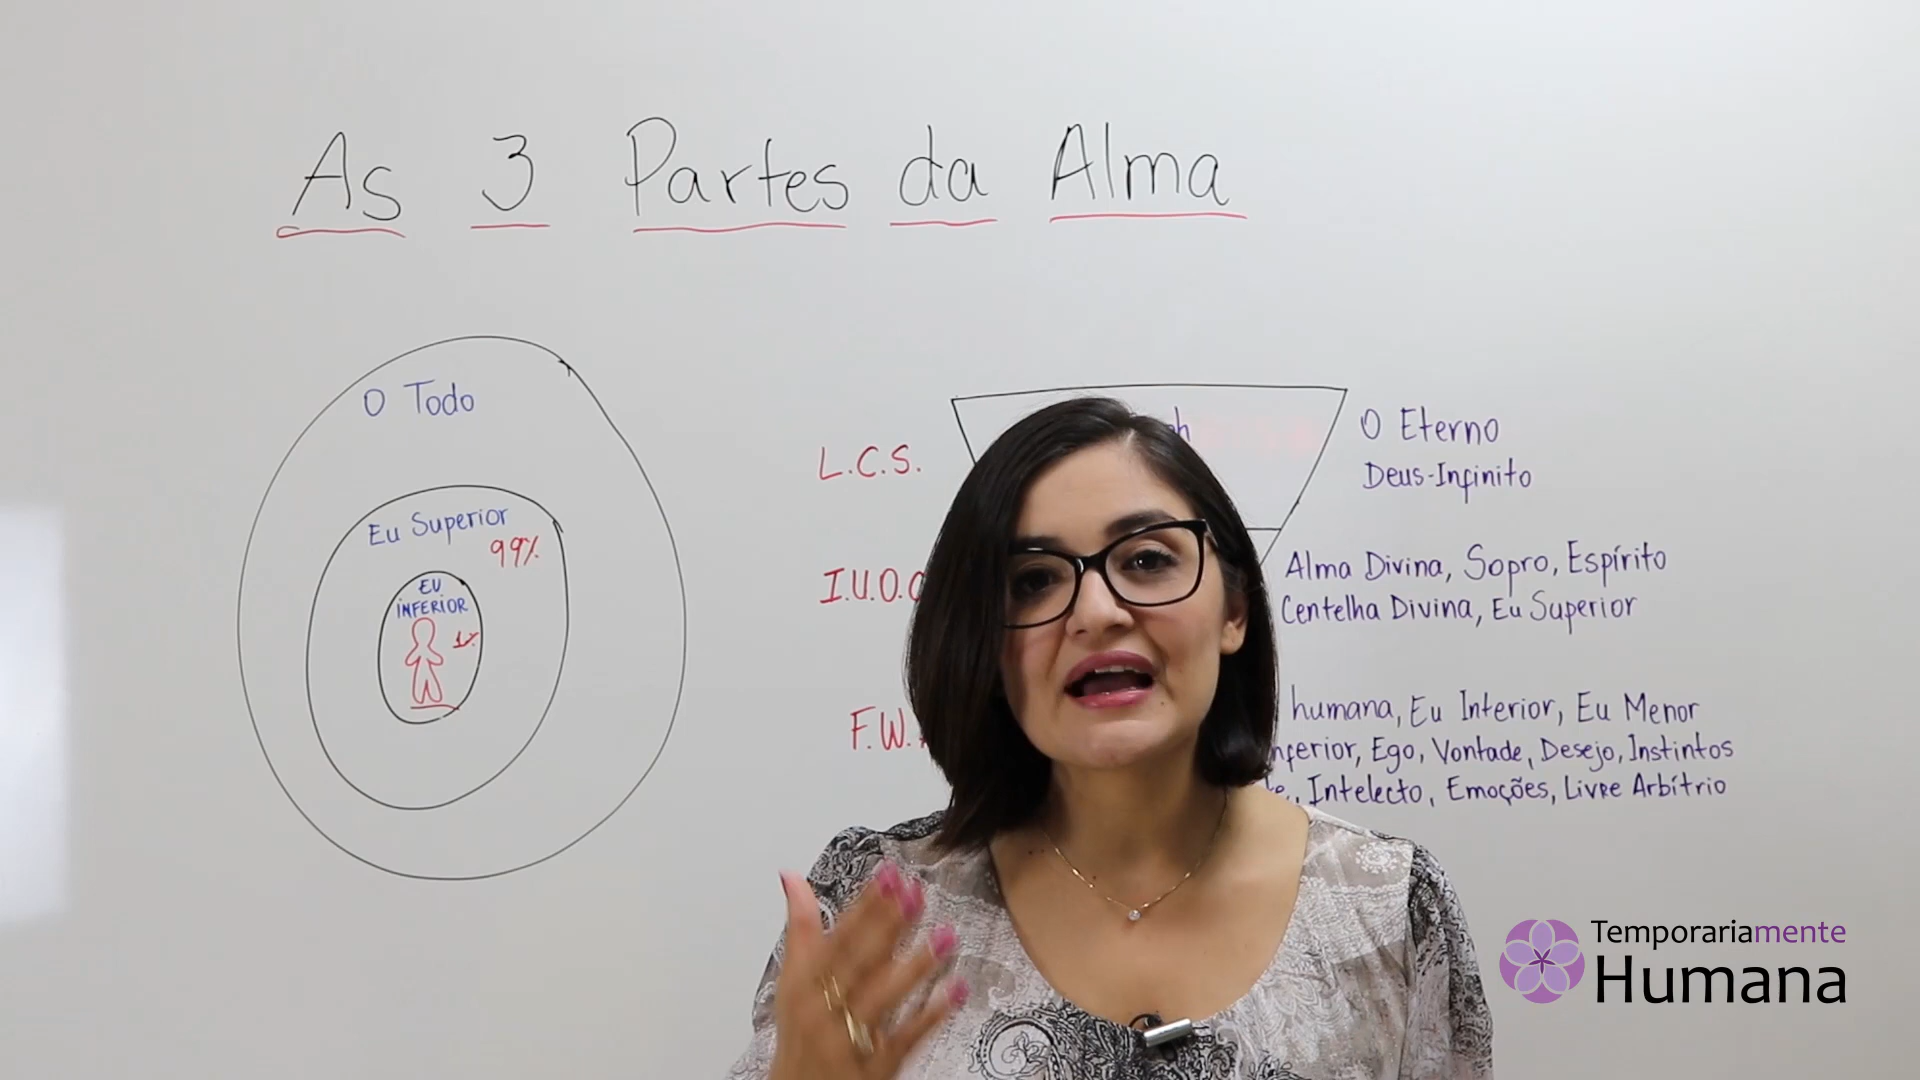 As 3 Partes da Alma
O Todo
Eu Superior
99%
EU
INFERIOR
1%
L.C.S.
O Eterno
Deus-Infinito
I.U.O.
Alma Divina, Sopro, Espírito
Centelha Divina, Eu Superior
F.W.
humana, Eu Interior, Eu Menor
Ego, Vontade, Desejo, Instintos
Intelecto, Emoções, Livre Arbítrio
Temporariamente
Humana